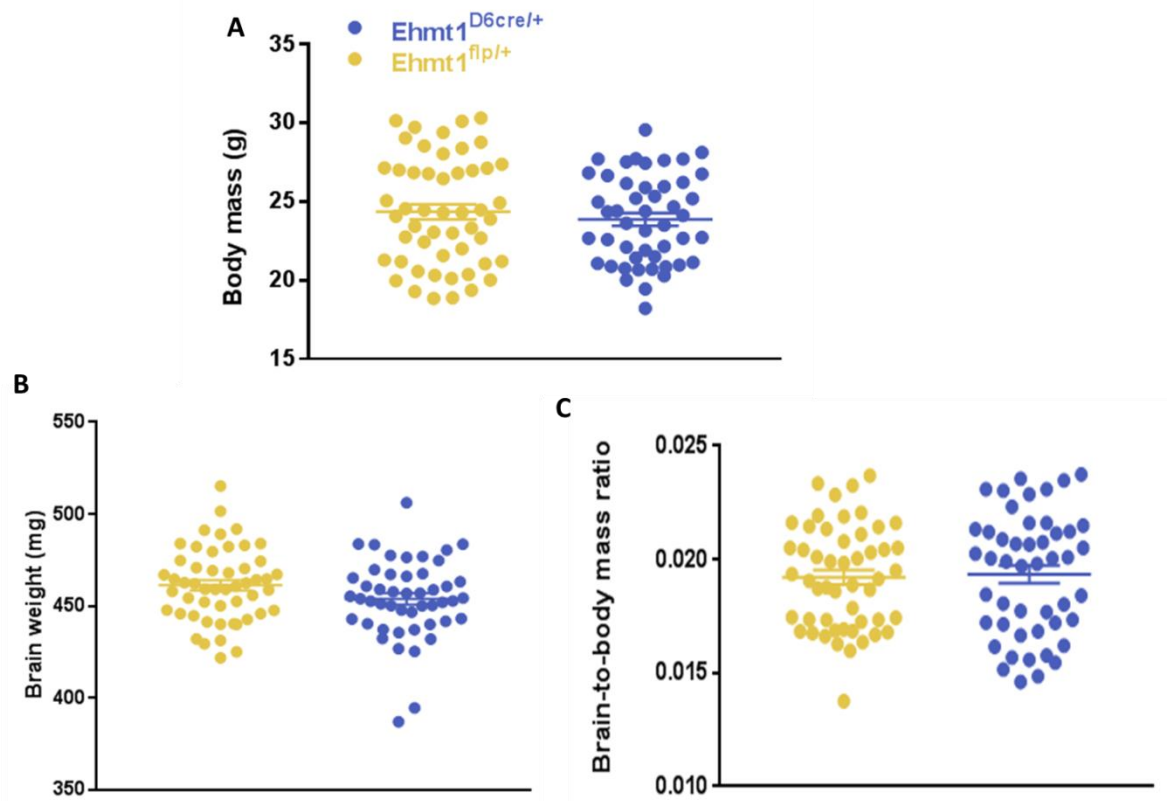 A
Ehmt1D6cre/+
Ehmt1flp/+
35
30
25
20
15
Body mass (g)
B
550
500
450
400
350
Brain weight (mg)
C
0.025
0.020
0.015
0.010
Brain-to-body mass ratio